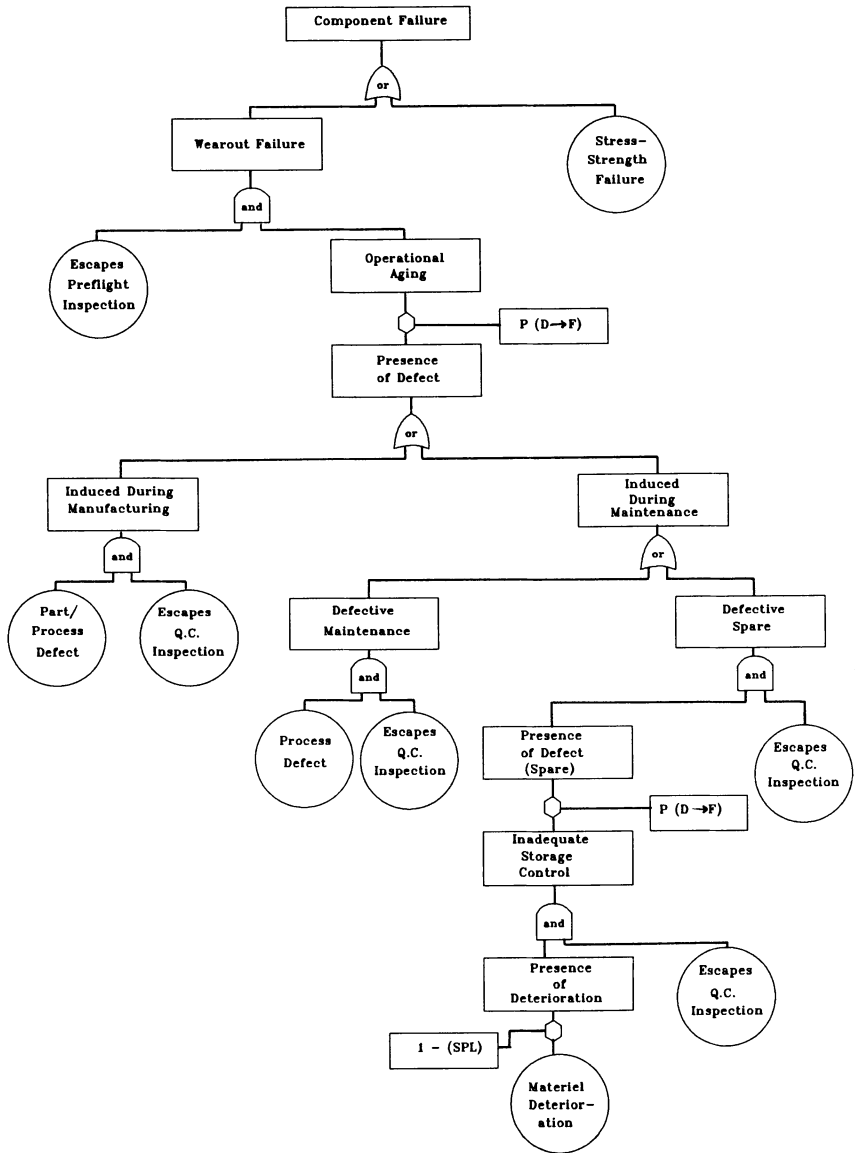 Component Failure
or
Wearout Failure
Stress-
Strength
Failure
and
Escapes
Preflight
Inspection
Operational
Aging
P (D→F)
Presence
of Defect
or
Induced During
Manufacturing
Induced
During
Maintenance
and
or
Part/
Process
Defect
Escapes
Q.C.
Inspection
Defective
Maintenance
Defective
Spare
and
and
Process
Defect
Escapes
Q.C.
Inspection
Presence
of Defect
(Spare)
Escapes
Q.C.
Inspection
P (D→F)
Inadequate
Storage
Control
and
Presence
of
Deterioration
Escapes
Q.C.
Inspection
1 - (SPL)
Materiel
Deterior-
ation